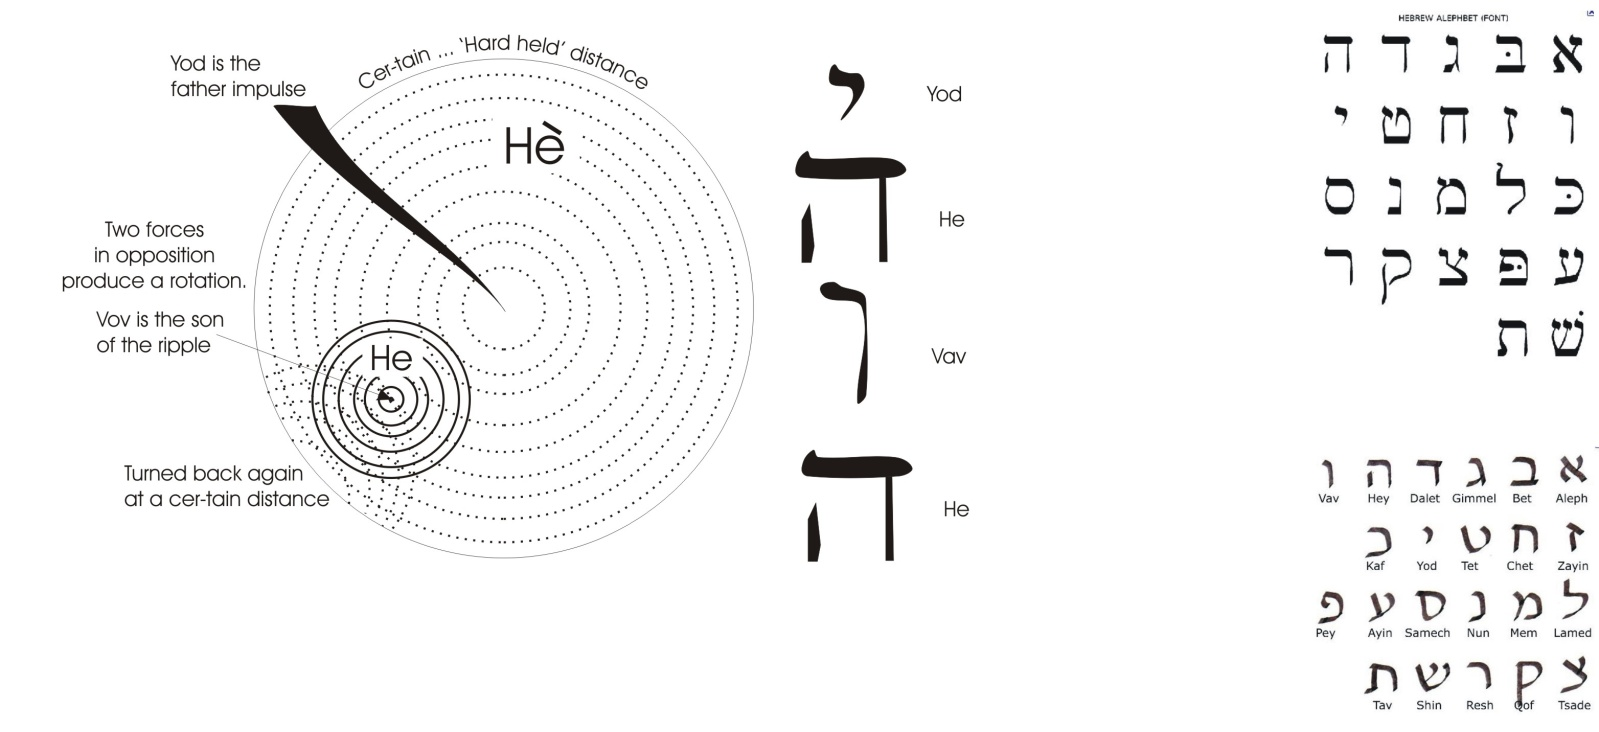 Cer-tain ... 'Hard held' distance
Yod is the
father impulse
Hè
Two forces
in opposition
produce a rotation.
Vov is the son
of the ripple
He
Turned back again
at a cer-tain distance
י Yod
ה He
ו Vav
ה He
HEBREW ALEPHBET (FONT)
א בּ ג ד ה
ו ז ח ט י
כּ ל מ נ ס
ע פּ צ ק ר
שׁ ת
א ב ג ד ה ו
Vav Hey Dalet Gimmel Bet Aleph
ז ח ט י כ
Kaf Yod Tet Chet Zayin
ל מ נ ס ע פ
Pey Ayin Samech Nun Mem Lamed
צ ק ר ש ת
Tav Shin Resh Qof Tsade